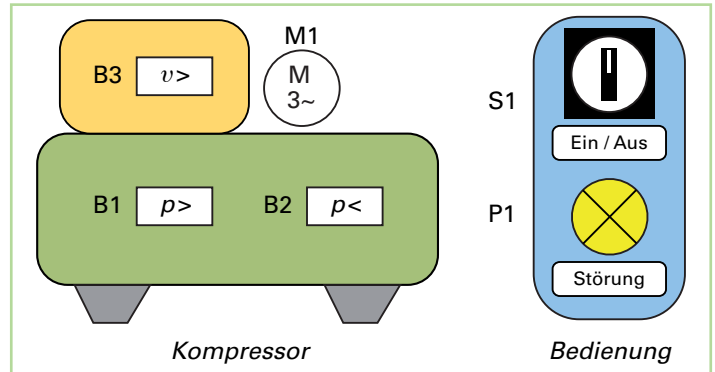 M1
B3
v>
M
3~
B1
p>
B2
p<
Kompressor
S1
Ein / Aus
P1
Störung
Bedienung